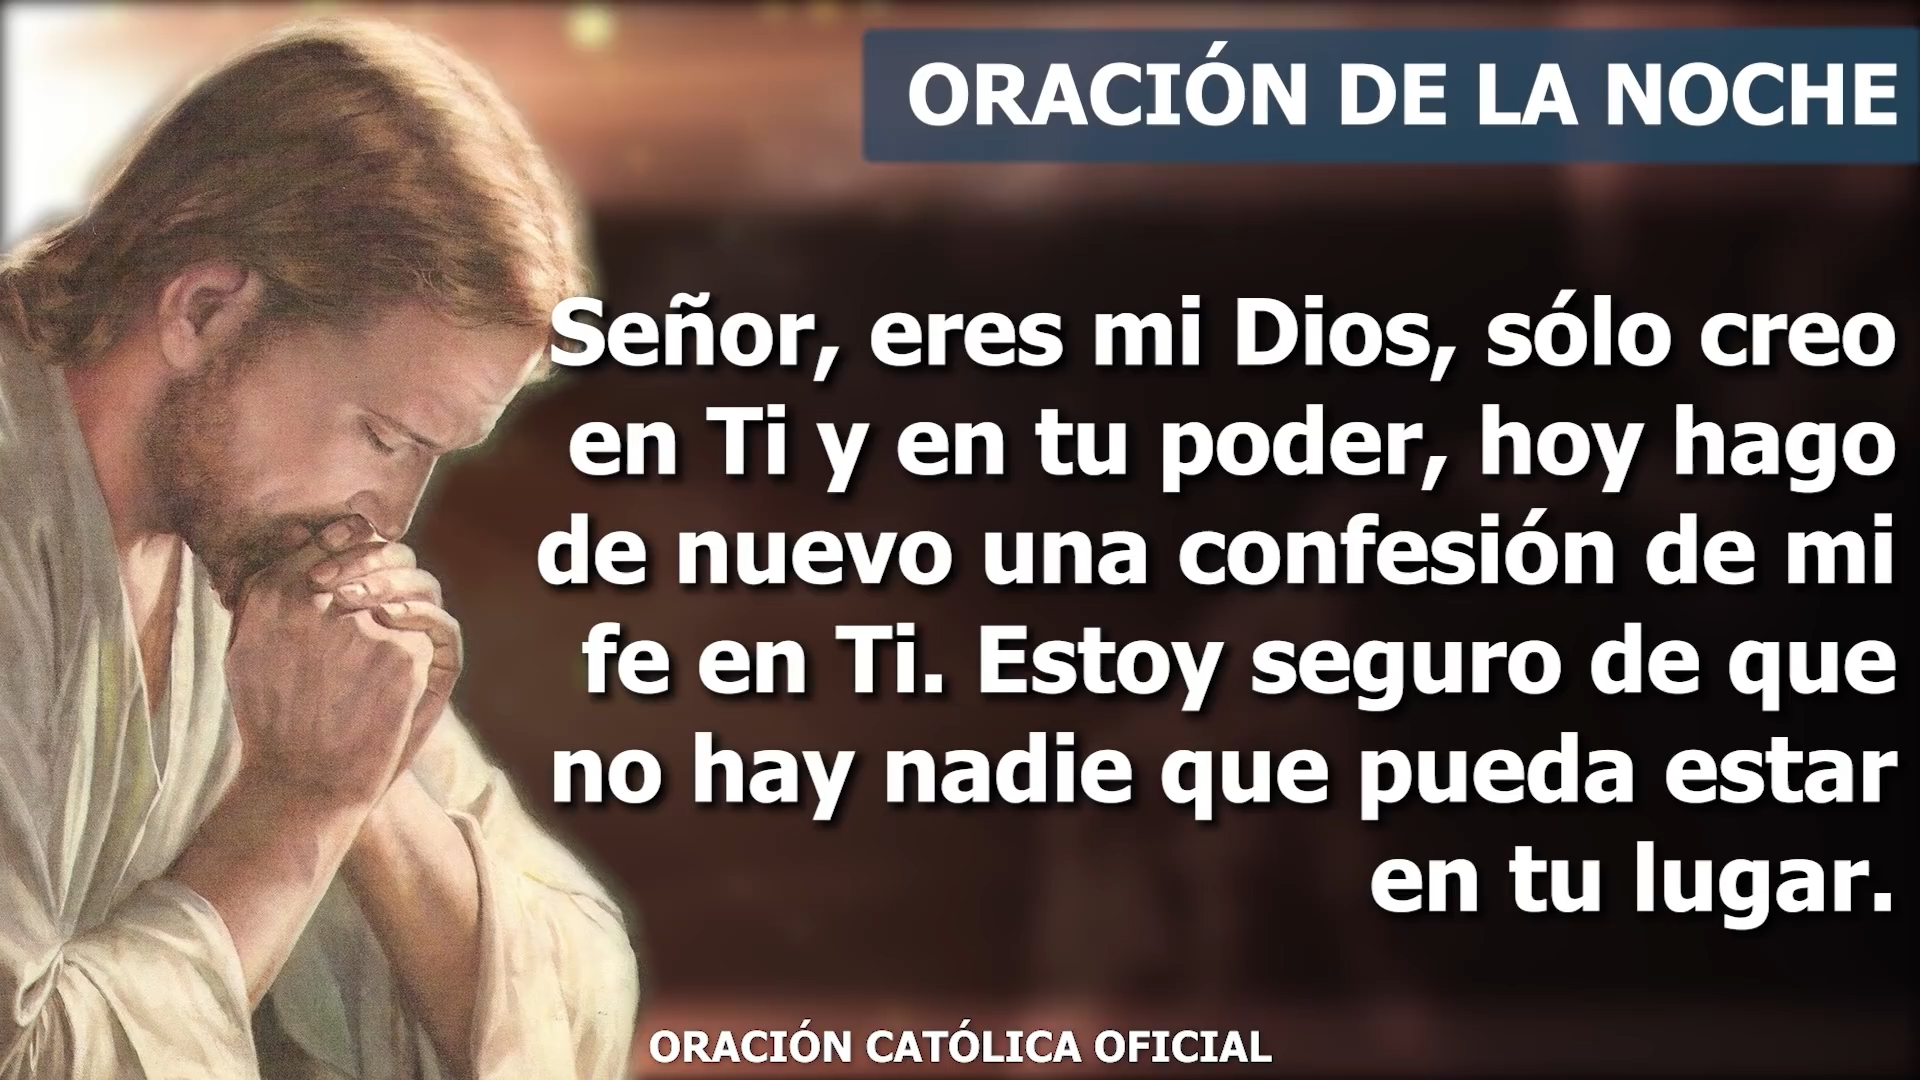 ORACIÓN DE LA NOCHE
Señor, eres mi Dios, sólo creo
en Ti y en tu poder, hoy hago
de nuevo una confesión de mi
fe en Ti. Estoy seguro de que
no hay nadie que pueda estar
en tu lugar.
ORACIÓN CATÓLICA OFICIAL